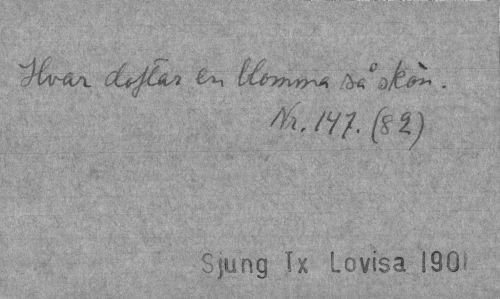 Hvar doftar en blomma så skön.
Nr. 147. (82)
Sjung Tx Lovisa 1901